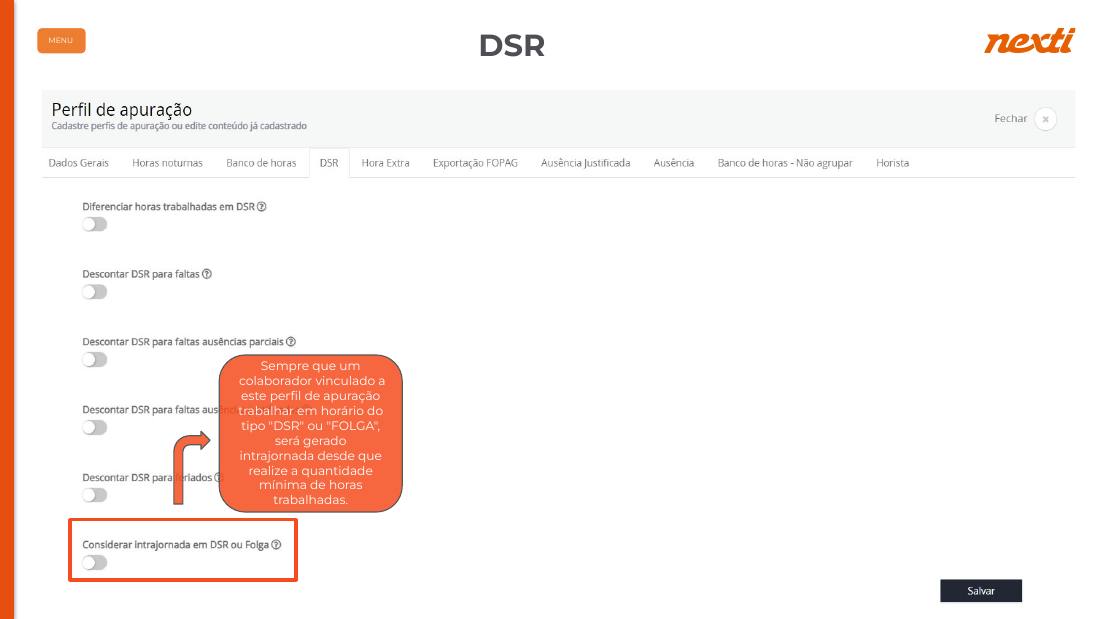 MENU
DSR
nexti
Perfil de apuração
Cadastre perfis de apuração ou edite conteúdo já cadastrado
Fechar
Dados Gerais Horas noturnas Banco de horas DSR Hora Extra Exportação FOPAG Ausência Justificada Ausência Banco de horas - Não agrupar Horista
Diferenciar horas trabalhadas em DSR
Descontar DSR para faltas
Descontar DSR para faltas ausências parciais
Descontar DSR para faltas
Descontar DSR para feriados
Sempre que um
colaborador vinculado a
este perfil de apuração
trabalhar em horário do
tipo "DSR" ou "FOLGA",
será gerado
intrajornada desde que
realize a quantidade
mínima de horas
trabalhadas.
Considerar intrajornada em DSR ou Folga
Salvar